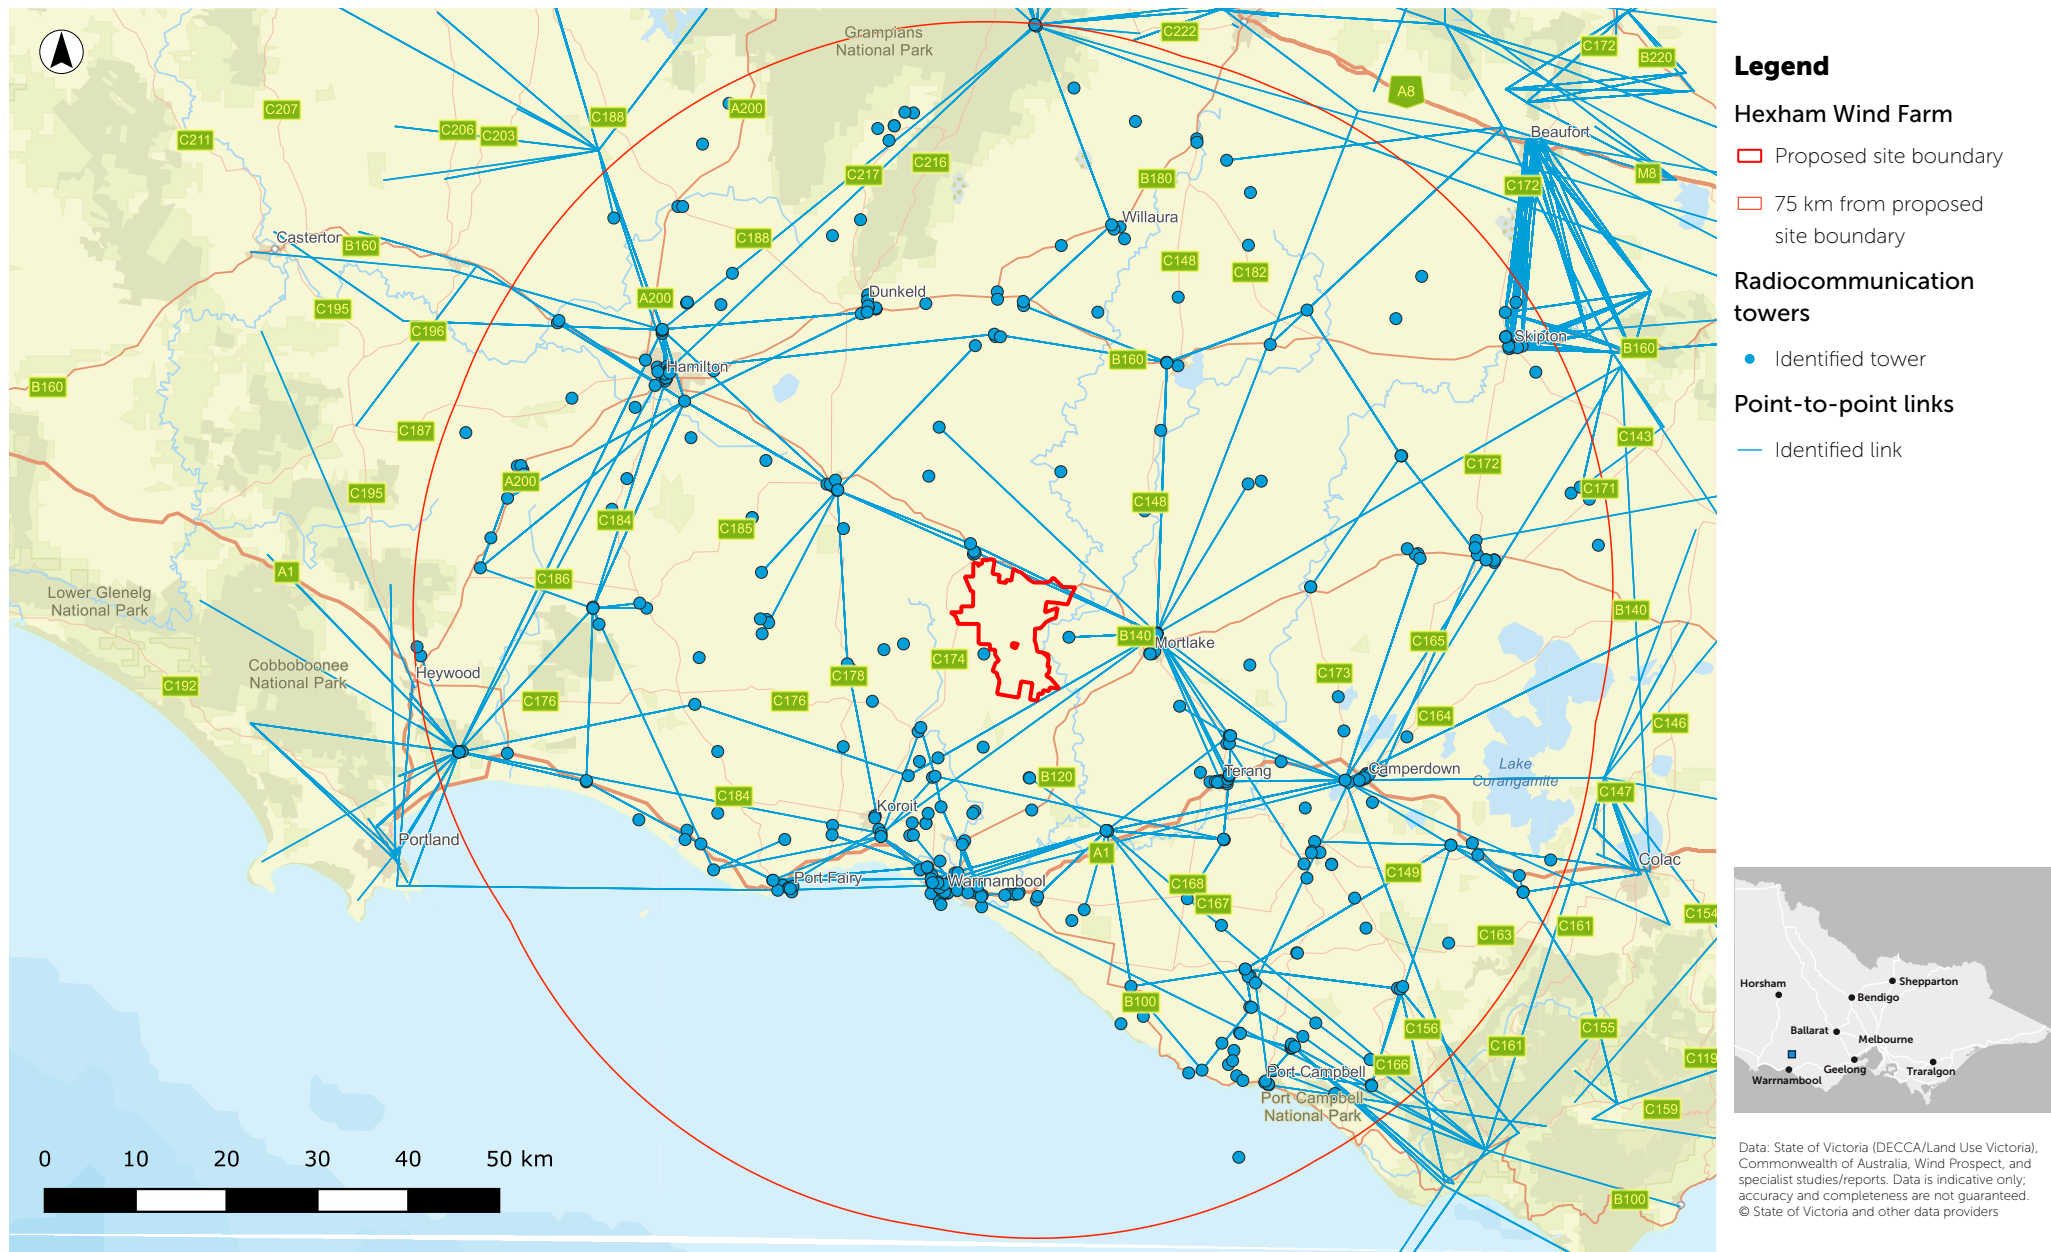 Grampians
National Park
C222
C172
B220
A8
C207
A200
C188
C206
C203
C211
Beaufort
C216
C217
B180
M8
C172
Willaura
Casterton
B160
C188
C148
C182
Dunkeld
A200
C195
C196
Skipton
B160
B160
Hamilton
B160
C187
C143
C172
A200
C195
C171
C148
C184
C185
A1
C186
Lower Glenelg
National Park
B140
B140
Mortlake
C165
Cobboboonee
National Park
C174
Heywood
C173
C192
C178
C176
C176
C164
C146
Terang
Camperdown
Lake
Corangamite
B120
C184
C147
Koroit
Portland
A1
Colac
Port Fairy
Warrnambool
C149
C168
C167
C154
C161
C163
B100
C156
C155
C161
C119
C166
Port Campbell
Port Campbell
National Park
C159
B100
0 10 20 30 40 50 km
Legend
Hexham Wind Farm
Proposed site boundary
75 km from proposed
site boundary
Radiocommunication
towers
Identified tower
Point-to-point links
Identified link
Horsham
Shepparton
Bendigo
Ballarat
Melbourne
Geelong
Traralgon
Warrnambool
Data: State of Victoria (DECCA/Land Use Victoria),
Commonwealth of Australia, Wind Prospect, and
specialist studies/reports. Data is indicative only;
accuracy and completeness are not guaranteed.
© State of Victoria and other data providers